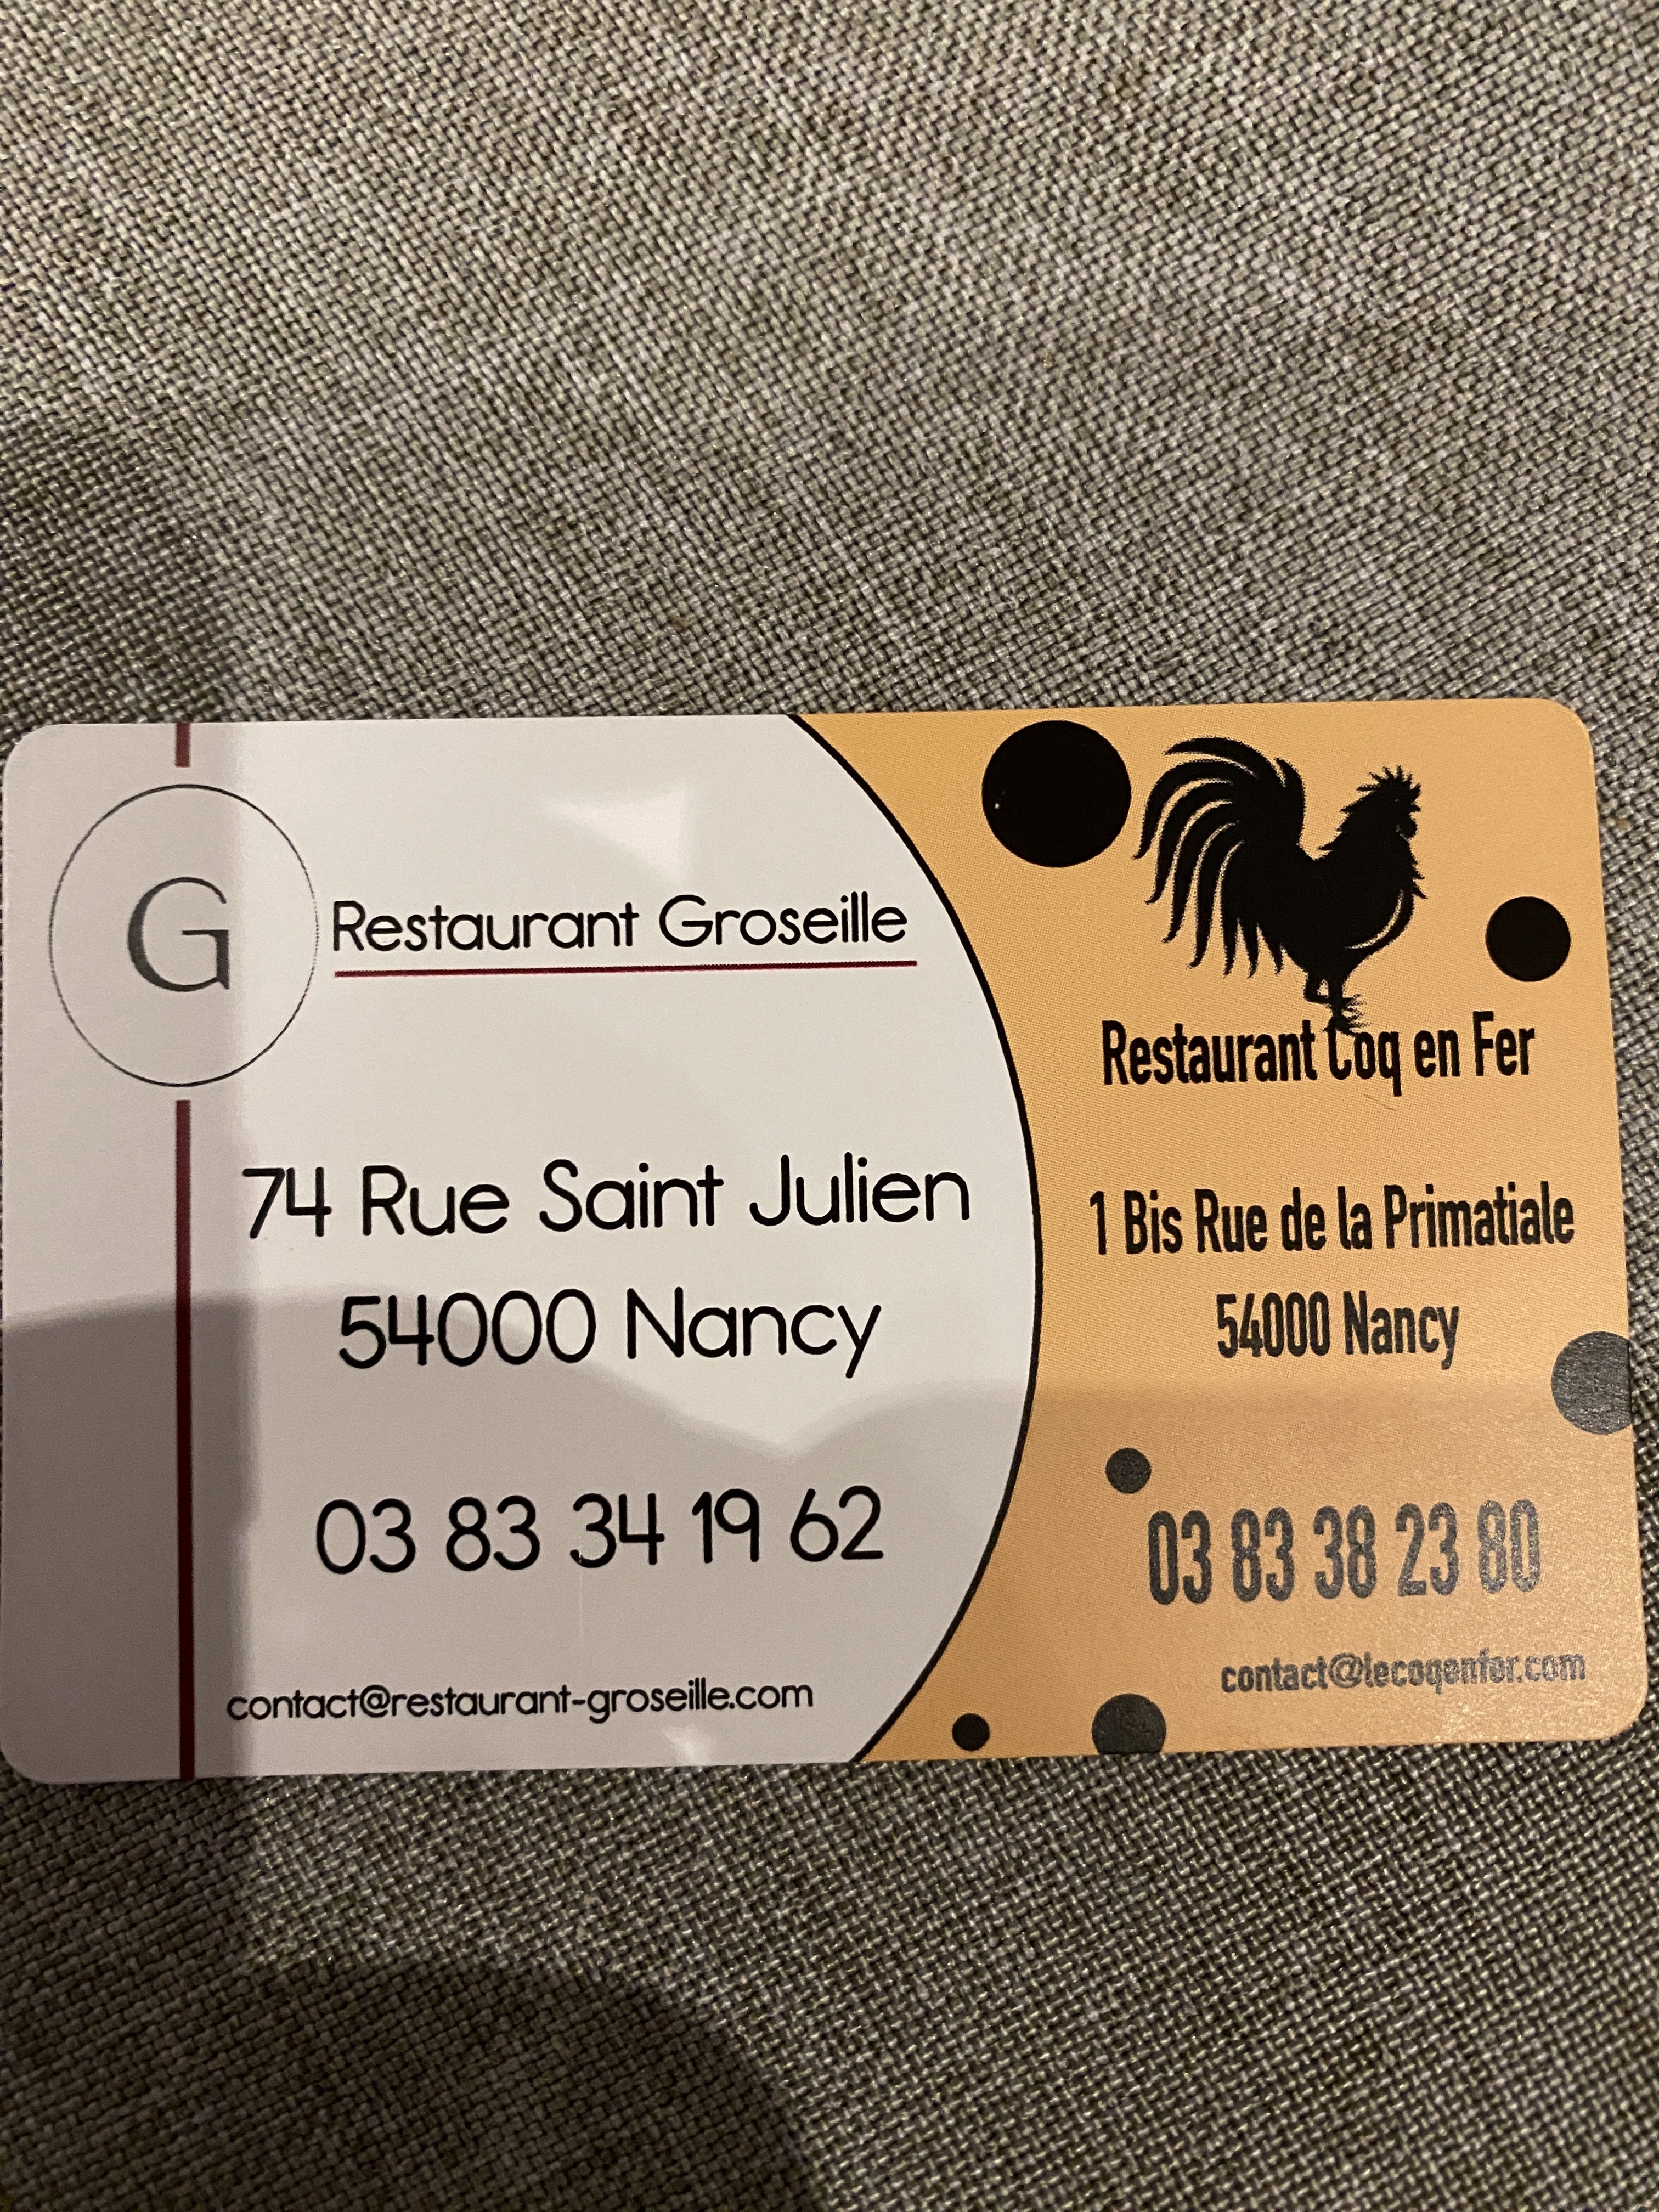 G
Restaurant Groseille
74 Rue Saint Julien
54000 Nancy
03 83 34 19 62
contact@restaurant-groseille.com
Restaurant Coq en Fer
1 Bis Rue de la Primatiale
54000 Nancy
03 83 38 23 80
contact@lecoqenfer.com